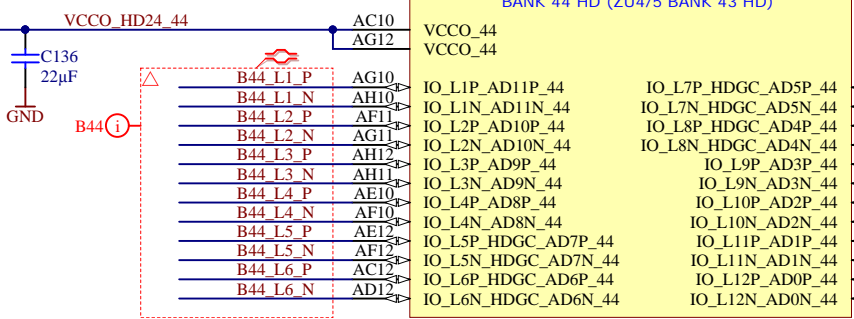 BANK 44 HD (ZU4/5 BANK 43 HD)
VCCO_HD24_44
AC10
VCCO_44
AG12
VCCO_44
C136
22µF
GND
B44
i
B44_L1_P AG10 IO_L1P_AD11P_44 IO_L7P_HDGC_AD5P_44
B44_L1_N AH10 IO_L1N_AD11N_44 IO_L7N_HDGC_AD5N_44
B44_L2_P AF11 IO_L2P_AD10P_44 IO_L8P_HDGC_AD4P_44
B44_L2_N AG11 IO_L2N_AD10N_44 IO_L8N_HDGC_AD4N_44
B44_L3_P AH12 IO_L3P_AD9P_44 IO_L9P_AD3P_44
B44_L3_N AH11 IO_L3N_AD9N_44 IO_L9N_AD3N_44
B44_L4_P AE10 IO_L4P_AD8P_44 IO_L10P_AD2P_44
B44_L4_N AF10 IO_L4N_AD8N_44 IO_L10N_AD2N_44
B44_L5_P AE12 IO_L5P_HDGC_AD7P_44 IO_L11P_AD1P_44
B44_L5_N AF12 IO_L5N_HDGC_AD7N_44 IO_L11N_AD1N_44
B44_L6_P AC12 IO_L6P_HDGC_AD6P_44 IO_L12P_AD0P_44
B44_L6_N AD12 IO_L6N_HDGC_AD6N_44 IO_L12N_AD0N_44